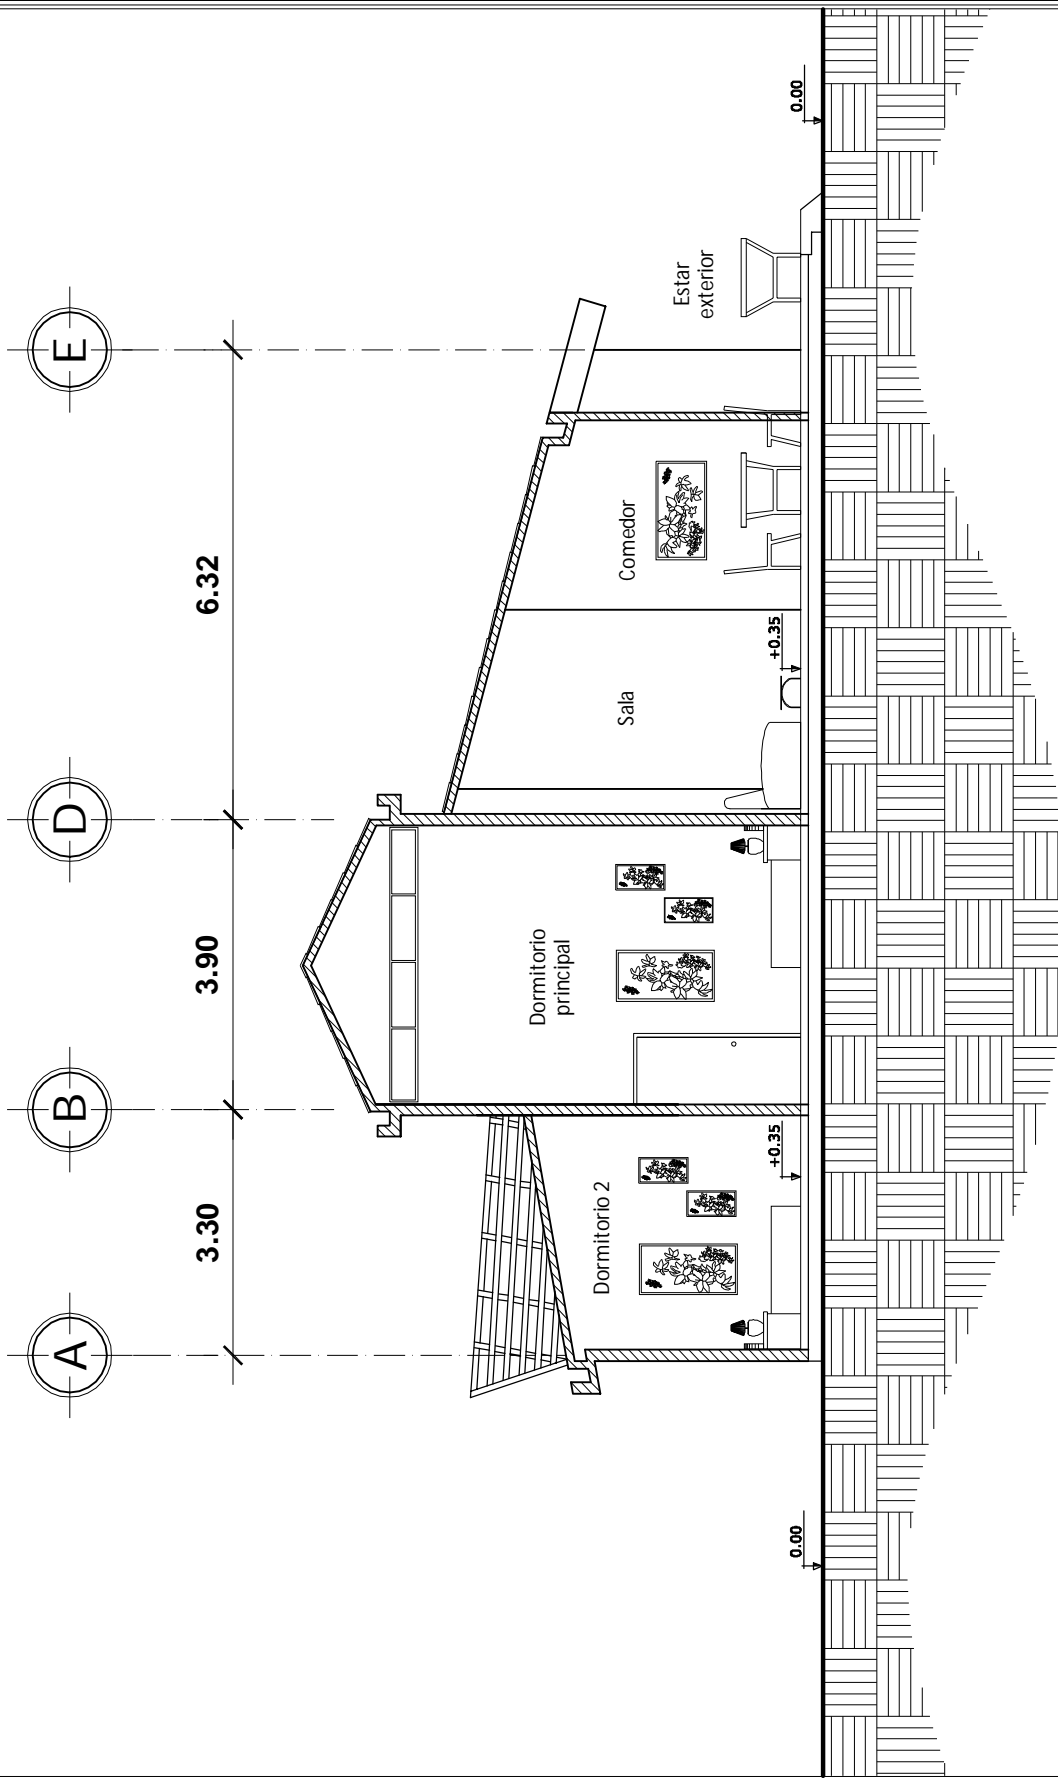 A
B
D
E
3.30
3.90
6.32
Dormitorio
principal
Dormitorio 2
Sala
Comedor
Estar
exterior
+0.35
+0.35
0.00
0.00